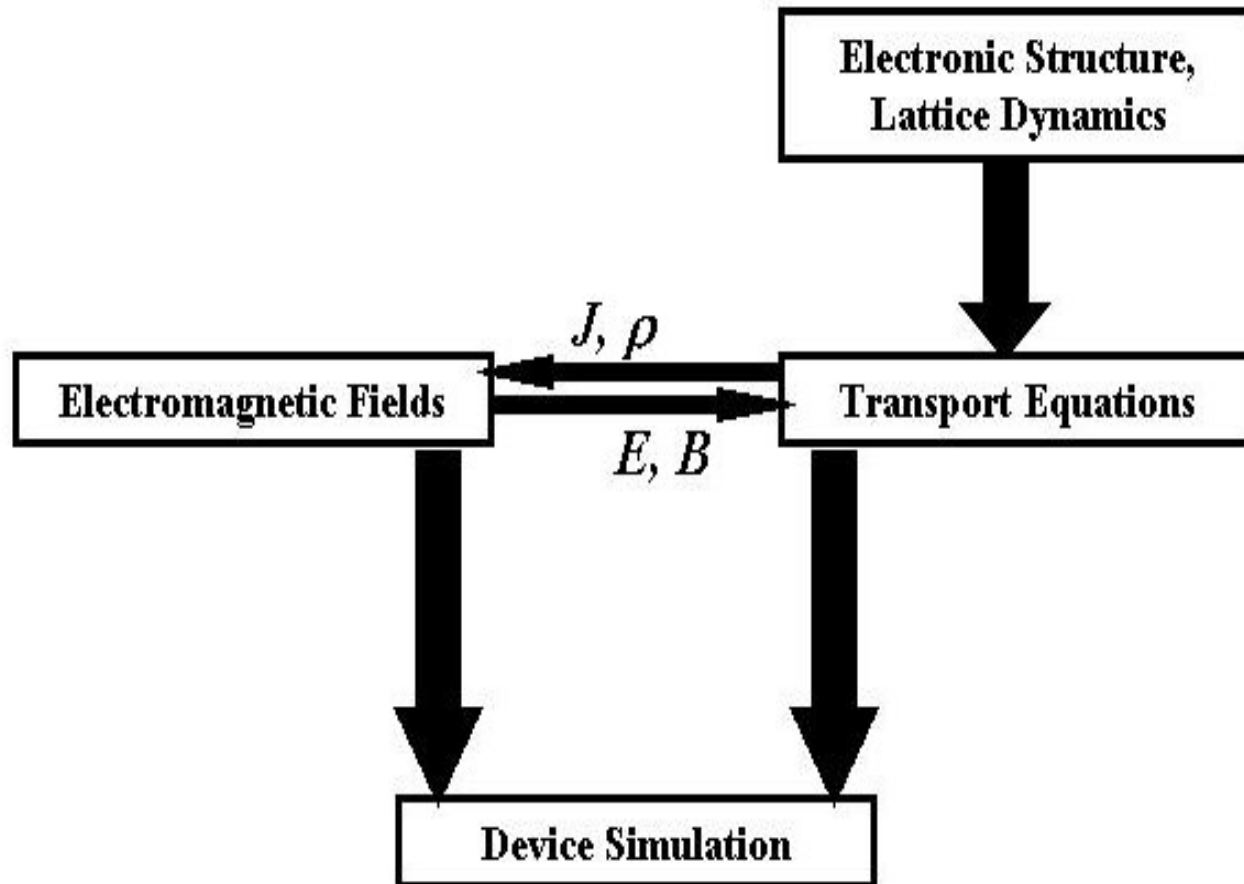 Electronic Structure,
Lattice Dynamics
J, ρ
Electromagnetic Fields
Transport Equations
E, B
Device Simulation